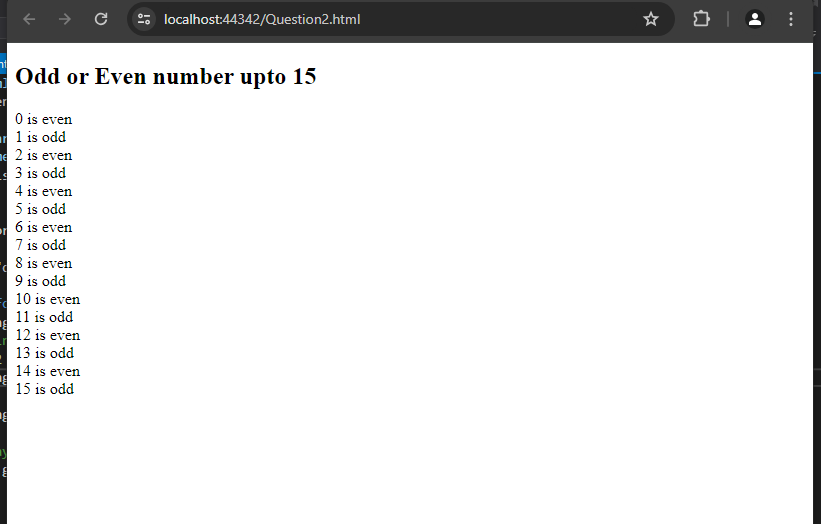 localhost:44342/Question2.html
Odd or Even number upto 15
0 is even
1 is odd
2 is even
3 is odd
4 is even
5 is odd
6 is even
7 is odd
8 is even
9 is odd
10 is even
11 is odd
12 is even
13 is odd
14 is even
15 is odd